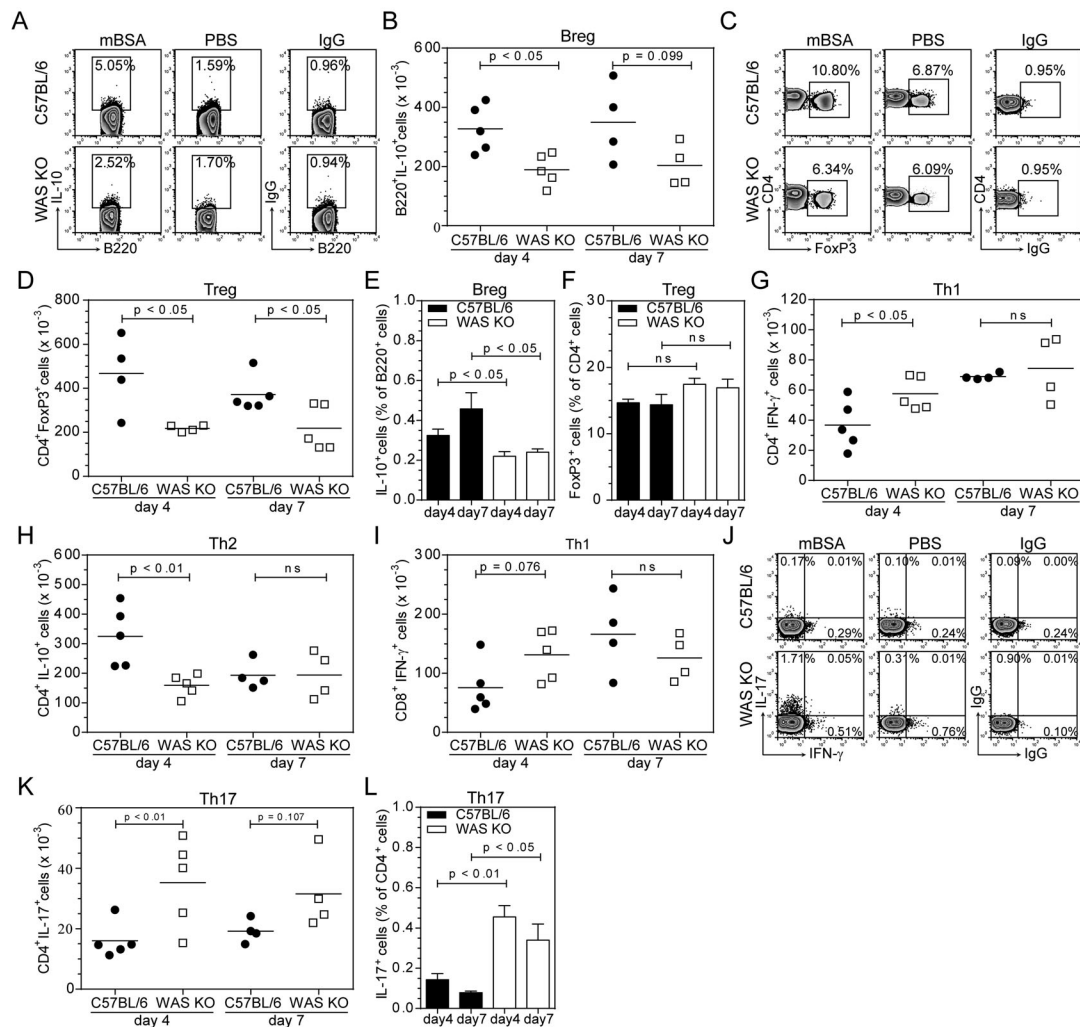 A
mBSA PBS IgG
C57BL/6
5.05% 1.59% 0.96%
WAS KO
2.52% 1.70% 0.94%
IL-10
IgG
B220 B220
B
Breg
p < 0.05 p = 0.099
B220+IL-10+cells (x 10-3)
600
400
200
0
C57BL/6 WAS KO C57BL/6 WAS KO
day 4 day 7
C
mBSA PBS IgG
C57BL/6
10.80% 6.87% 0.95%
WAS KO
6.34% 6.09% 0.95%
CD4
CD4
FoxP3 IgG
D
Treg
p < 0.05 p < 0.05
CD4+FoxP3+ cells (x 10-3)
800
600
400
200
0
C57BL/6 WAS KO C57BL/6 WAS KO
day 4 day 7
E
Breg
C57BL/6
WAS KO
p < 0.05
p < 0.05
IL-10+cells (% of B220+ cells)
1.0
0.8
0.6
0.4
0.2
0.0
day4 day7 day4 day7
F
Treg
C57BL/6
WAS KO
ns
ns
FoxP3+ cells (% of CD4+ cells)
30
20
10
0
day4 day7 day4 day7
G
Th1
p < 0.05 ns
CD4+ IFN-γ+ cells (x 10-3)
120
100
80
60
40
20
0
C57BL/6 WAS KO C57BL/6 WAS KO
day 4 day 7
H
Th2
p < 0.01 ns
CD4+ IL-10+ cells (x 10-3)
600
500
400
300
200
100
0
C57BL/6 WAS KO C57BL/6 WAS KO
day 4 day 7
I
Th1
p = 0.076 ns
CD8+ IFN-γ+ cells (x 10-3)
300
200
100
0
C57BL/6 WAS KO C57BL/6 WAS KO
day 4 day 7
J
mBSA PBS IgG
C57BL/6
0.17% 0.01% 0.10% 0.01% 0.09% 0.00%
0.29% 0.24% 0.24%
WAS KO
1.71% 0.05% 0.31% 0.01% 0.90% 0.01%
0.51% 0.76% 0.10%
IL-17
IgG
IFN-γ IgG
K
Th17
p < 0.01 p = 0.107
CD4+IL-17+cells (x 10-3)
60
40
20
0
C57BL/6 WAS KO C57BL/6 WAS KO
day 4 day 7
L
Th17
C57BL/6
WAS KO
p < 0.05
p < 0.01
IL-17+ cells (% of CD4+ cells)
1.0
0.8
0.6
0.4
0.2
0.0
day4 day7 day4 day7